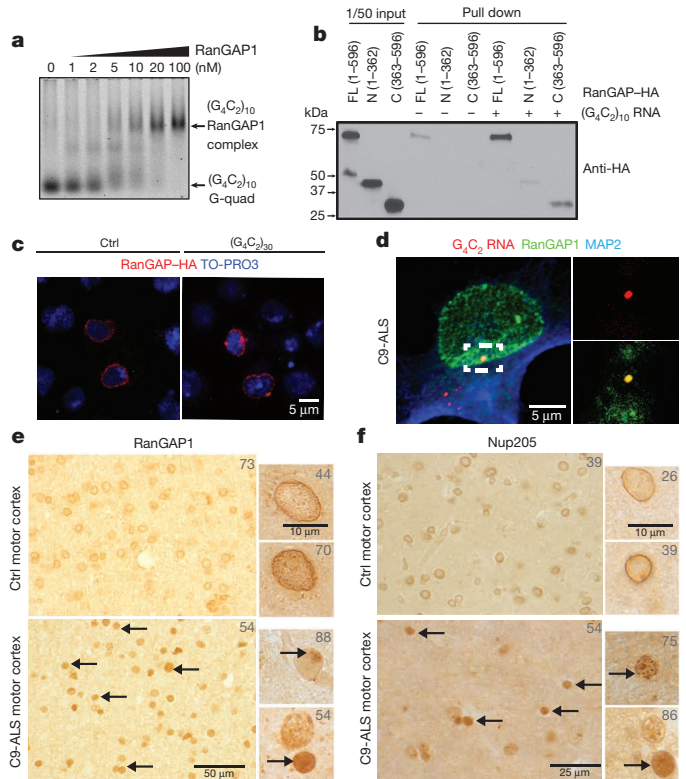 a
RanGAP1
0 1 2 5 10 20 100 (nM)
(G4C2)10
RanGAP1
complex
(G4C2)10
G-quad
b
1/50 input
Pull down
FL (1–596)
N (1–362)
C (363–596)
FL (1–596)
N (1–362)
C (363–596)
FL (1–596)
N (1–362)
C (363–596)
RanGAP–HA
– – – + + + (G4C2)10 RNA
kDa
75
50
37
25
Anti-HA
c
Ctrl
(G4C2)30
RanGAP–HA TO-PRO3
5 µm
d
G4C2 RNA RanGAP1 MAP2
C9-ALS
5 µm
e
RanGAP1
Ctrl motor cortex
73
44
10 µm
70
C9-ALS motor cortex
54
50 µm
88
54
f
Nup205
Ctrl motor cortex
39
26
10 µm
39
C9-ALS motor cortex
54
25 µm
75
86